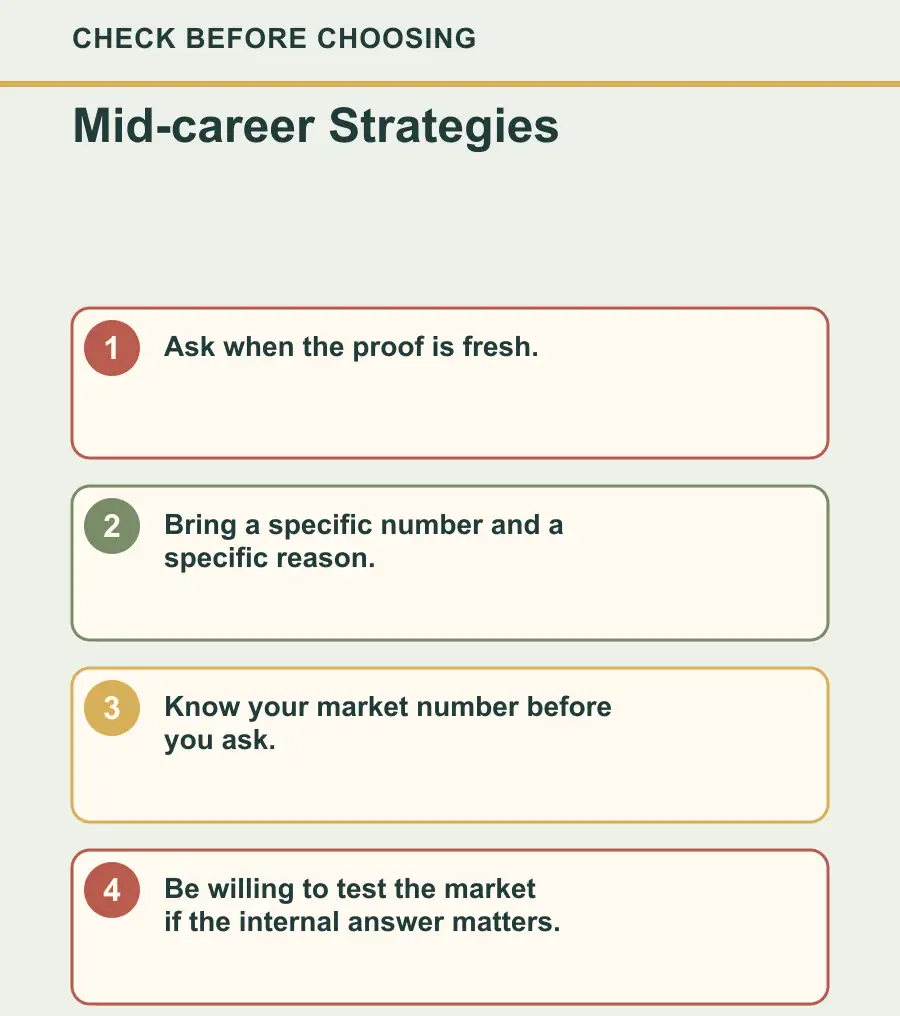 CHECK BEFORE CHOOSING
Mid-career Strategies
1
Ask when the proof is fresh.
2
Bring a specific number and a
specific reason.
3
Know your market number before
you ask.
4
Be willing to test the market
if the internal answer matters.